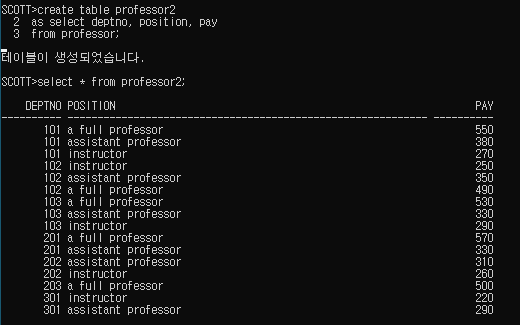 SCOTT>create table professor2
2 as select deptno, position, pay
3 from professor;
테이블이 생성되었습니다.
SCOTT>select * from professor2;
DEPTNO POSITION PAY
---------- ------------------------------------------------------------ ----------
101 a full professor 550
101 assistant professor 380
101 instructor 270
102 instructor 250
102 assistant professor 350
102 a full professor 490
103 a full professor 530
103 assistant professor 330
103 instructor 290
201 a full professor 570
201 assistant professor 330
202 assistant professor 310
202 instructor 260
203 a full professor 500
301 instructor 220
301 assistant professor 290